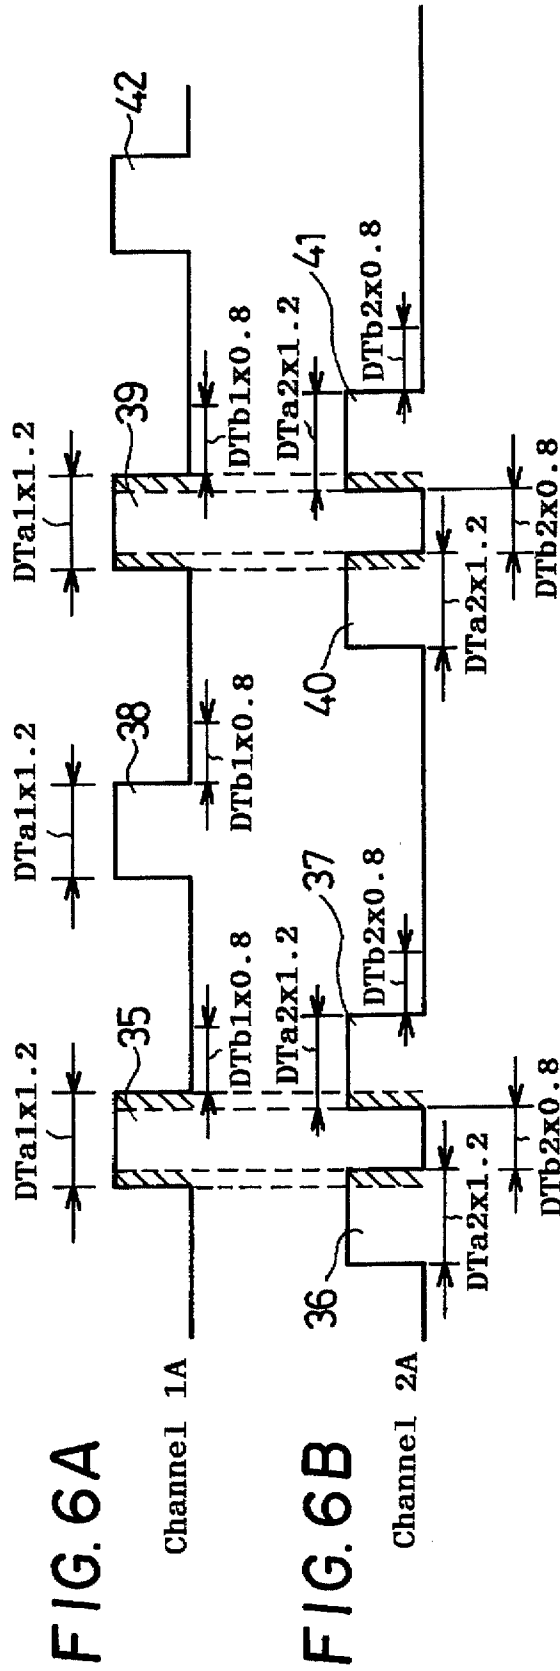 FIG. 6A
Channel 1A
DTa1x1.2
35
DTb1x0.8
DTa1x1.2
38
DTb1x0.8
DTa1x1.2
39
DTb1x0.8
42
FIG. 6B
Channel 2A
36
DTa2x1.2
DTb2x0.8
DTa2x1.2
37
DTb2x0.8
40
DTa2x1.2
DTb2x0.8
DTa2x1.2
41
DTb2x0.8